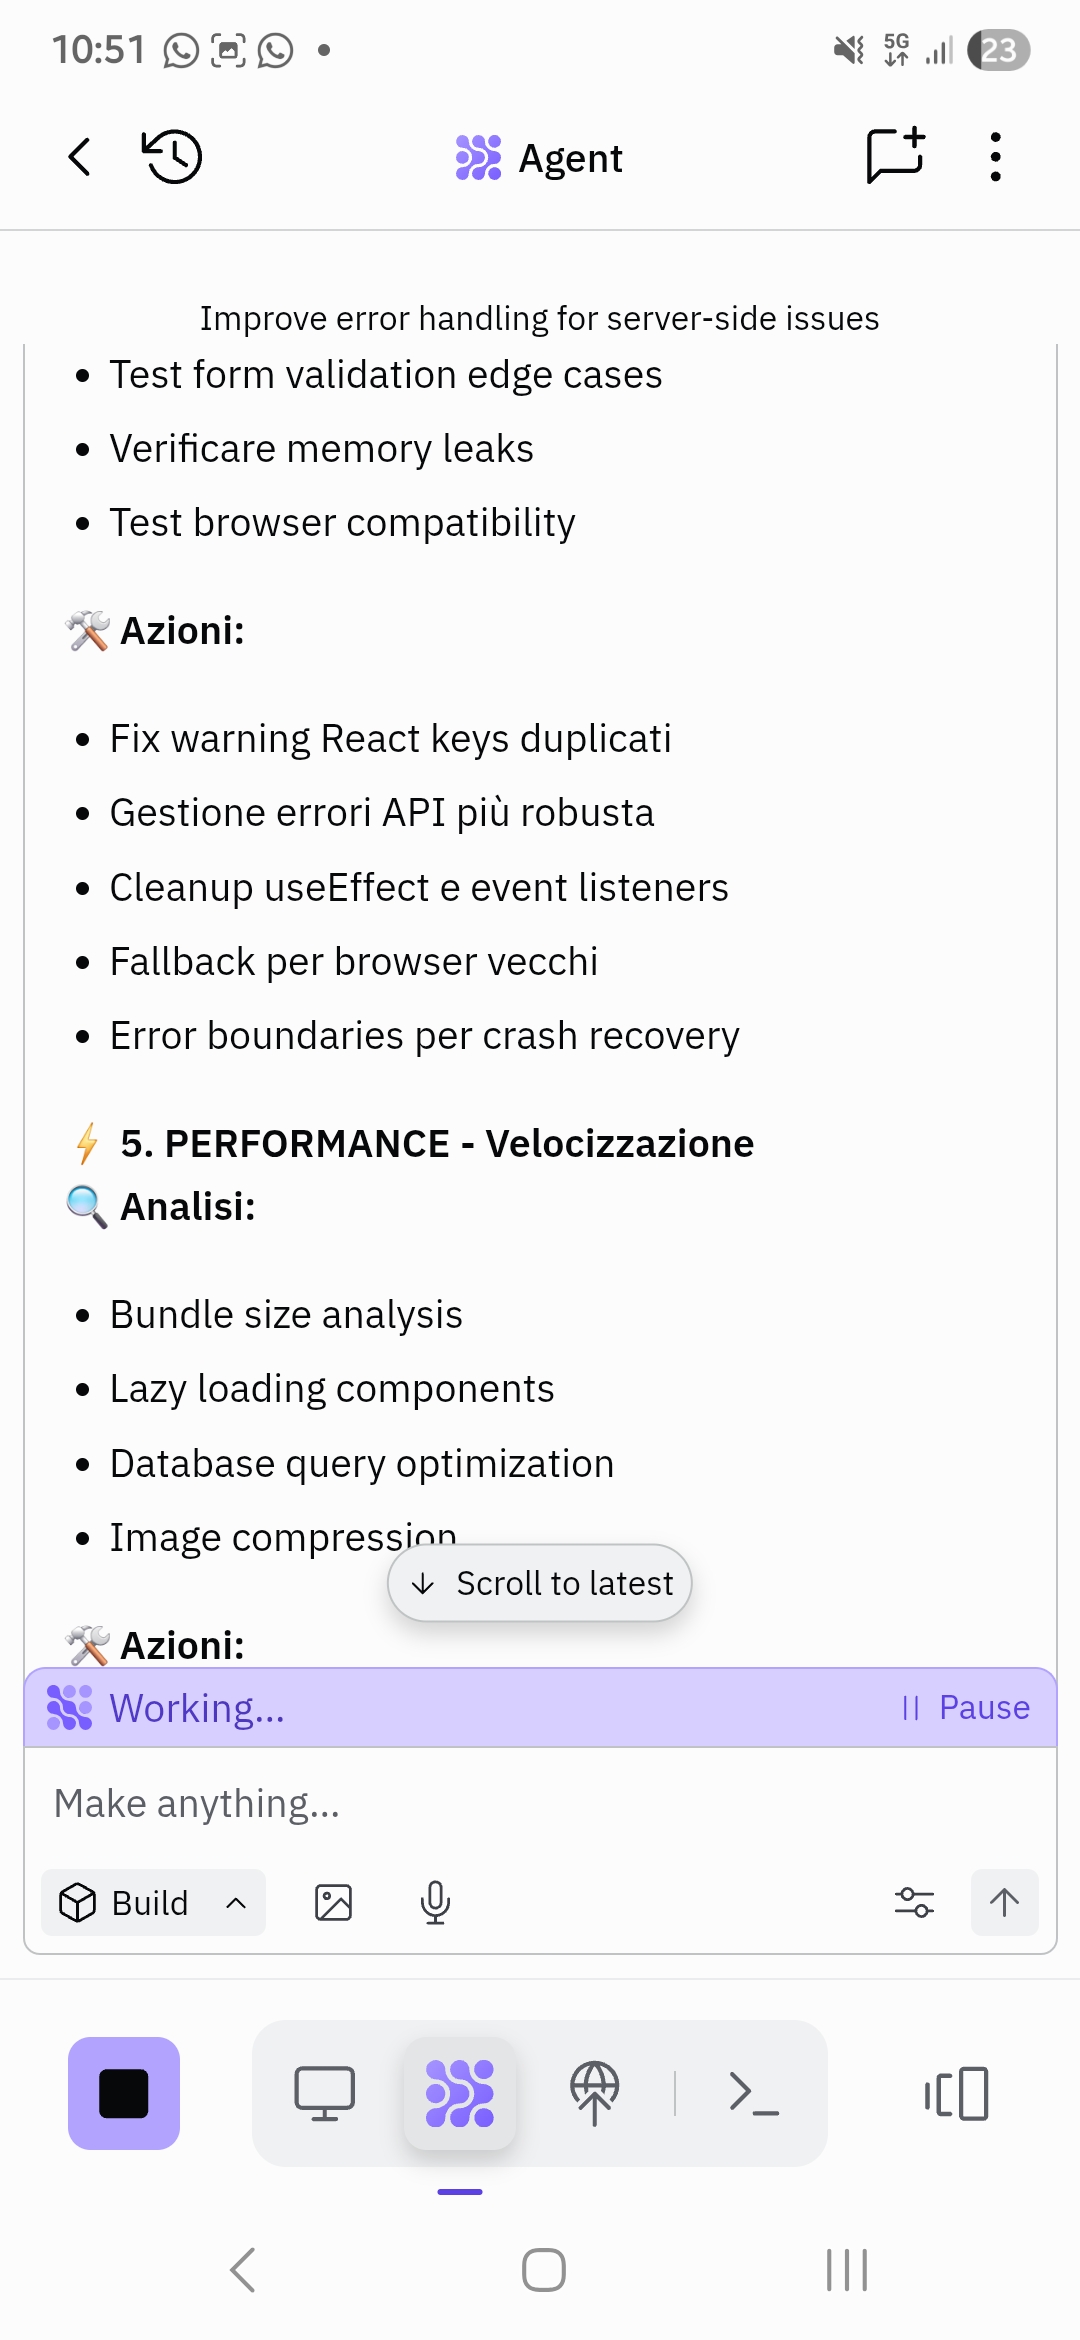 10:51
5G
23
Agent
Improve error handling for server-side issues
Test form validation edge cases
Verificare memory leaks
Test browser compatibility
Azioni:
Fix warning React keys duplicati
Gestione errori API più robusta
Cleanup useEffect e event listeners
Fallback per browser vecchi
Error boundaries per crash recovery
5. PERFORMANCE - Velocizzazione
Analisi:
Bundle size analysis
Lazy loading components
Database query optimization
Image compression
Scroll to latest
Azioni:
Working...
Pause
Make anything...
Build